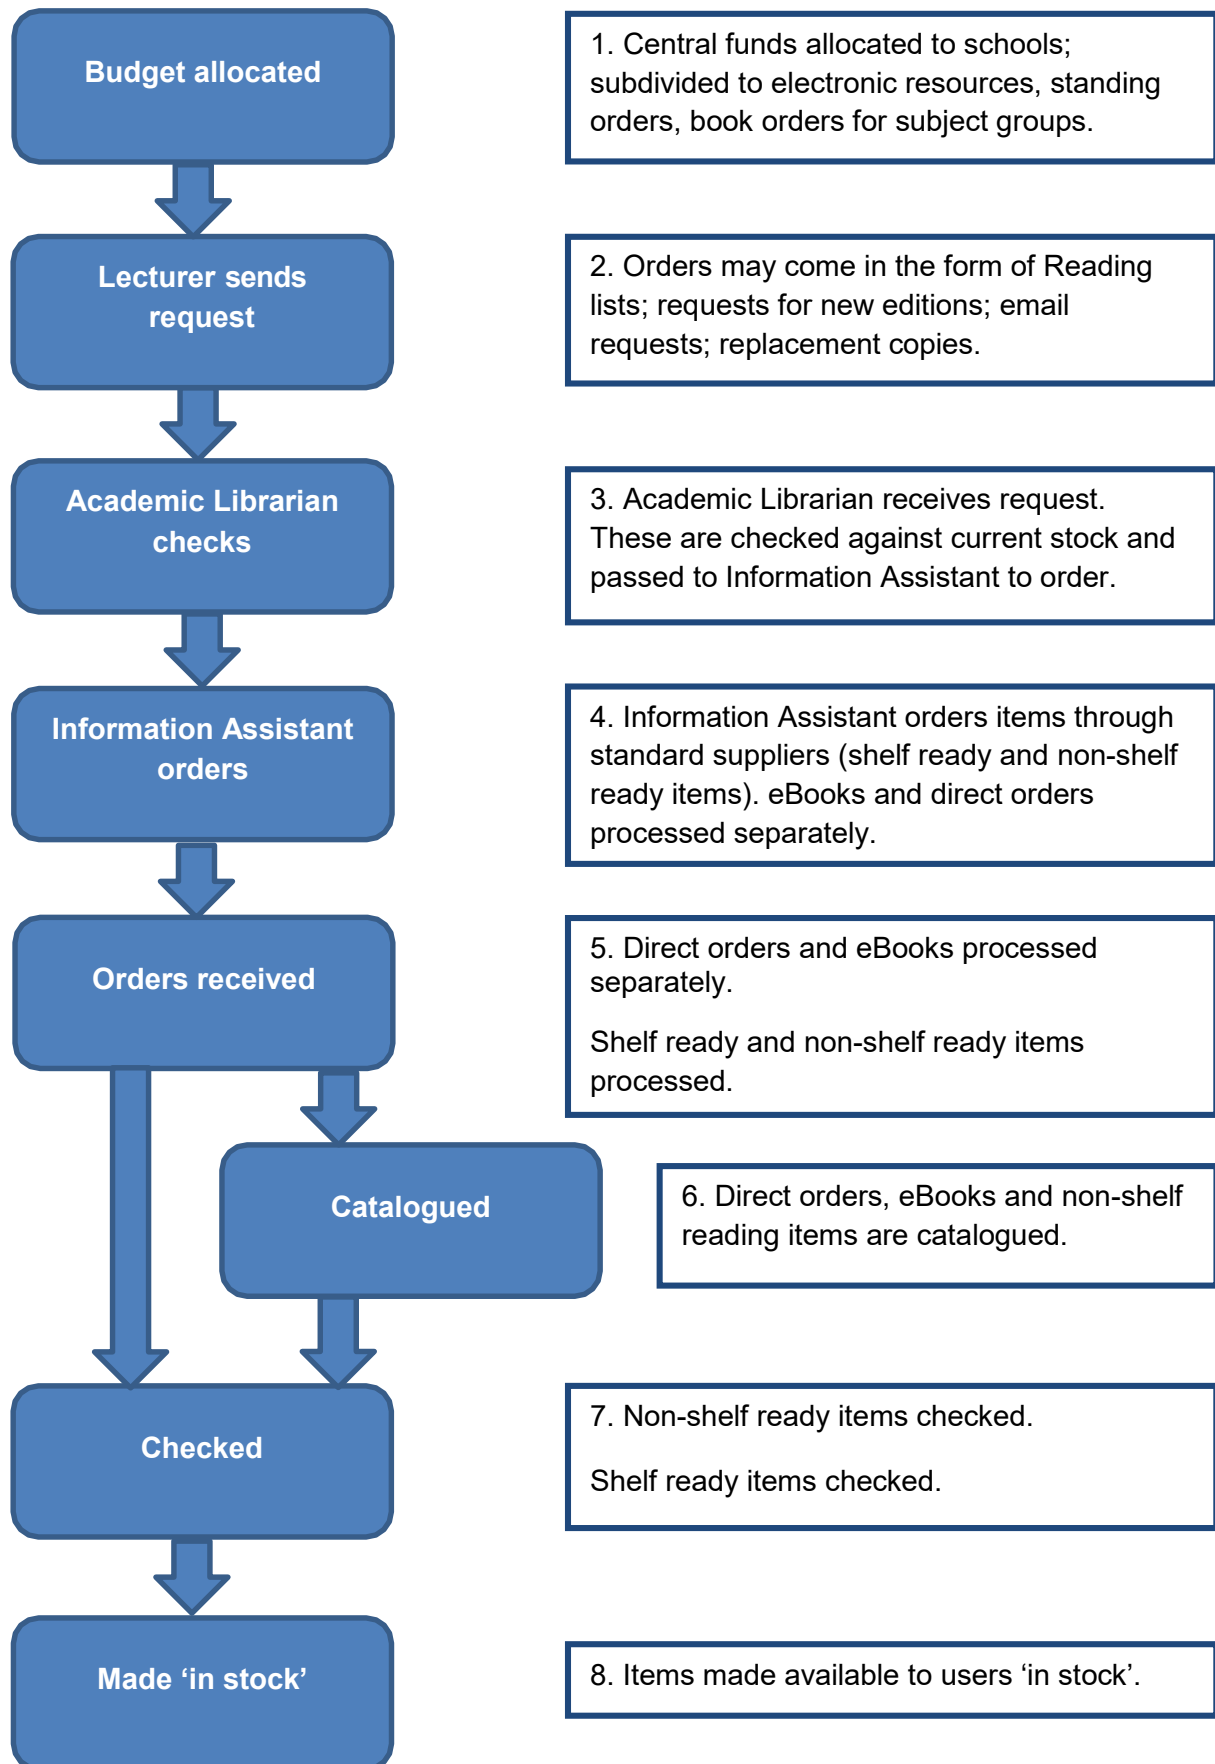 Budget allocated
1. Central funds allocated to schools;
subdivided to electronic resources, standing
orders, book orders for subject groups.
Lecturer sends
request
2. Orders may come in the form of Reading
lists; requests for new editions; email
requests; replacement copies.
Academic Librarian
checks
3. Academic Librarian receives request.
These are checked against current stock and
passed to Information Assistant to order.
Information Assistant
orders
4. Information Assistant orders items through
standard suppliers (shelf ready and non-shelf
ready items). eBooks and direct orders
processed separately.
Orders received
5. Direct orders and eBooks processed
separately.
Shelf ready and non-shelf ready items
processed.
Catalogued
6. Direct orders, eBooks and non-shelf
reading items are catalogued.
Checked
7. Non-shelf ready items checked.
Shelf ready items checked.
Made ‘in stock’
8. Items made available to users ‘in stock’.